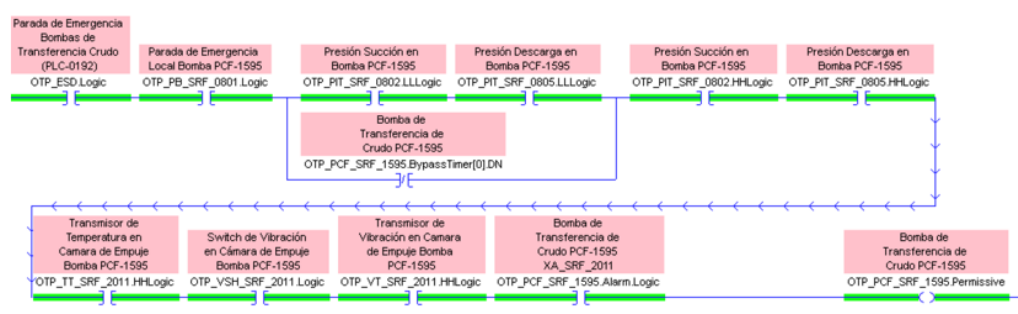 Parada de Emergencia
Bombas de
Transferencia Crudo
(PLC-0192)
OTP_ESD.Logic
Parada de Emergencia
Local Bomba PCF-1595
OTP_PB_SRF_0801.Logic
Presión Succión en
Bomba PCF-1595
OTP_PIT_SRF_0802.LLLogic
Presión Descarga en
Bomba PCF-1595
OTP_PIT_SRF_0805.LLLogic
Presión Succión en
Bomba PCF-1595
OTP_PIT_SRF_0802.HHLogic
Presión Descarga en
Bomba PCF-1595
OTP_PIT_SRF_0805.HHLogic
Bomba de
Transferencia de
Crudo PCF-1595
OTP_PCF_SRF_1595.BypassTimer[0].DN
Transmisor de
Temperatura en
Camara de Empuje
Bomba PCF-1595
OTP_TT_SRF_2011.HHLogic
Switch de Vibración
en Cámara de Empuje
Bomba PCF-1595
OTP_VSH_SRF_2011.Logic
Transmisor de
Vibración en Camara
de Empuje Bomba
PCF-1595
OTP_VT_SRF_2011.HHLogic
Bomba de
Transferencia de
Crudo PCF-1595
XA_SRF_2011
OTP_PCF_SRF_1595.Alarm.Logic
Bomba de
Transferencia de
Crudo PCF-1595
OTP_PCF_SRF_1595.Permissive